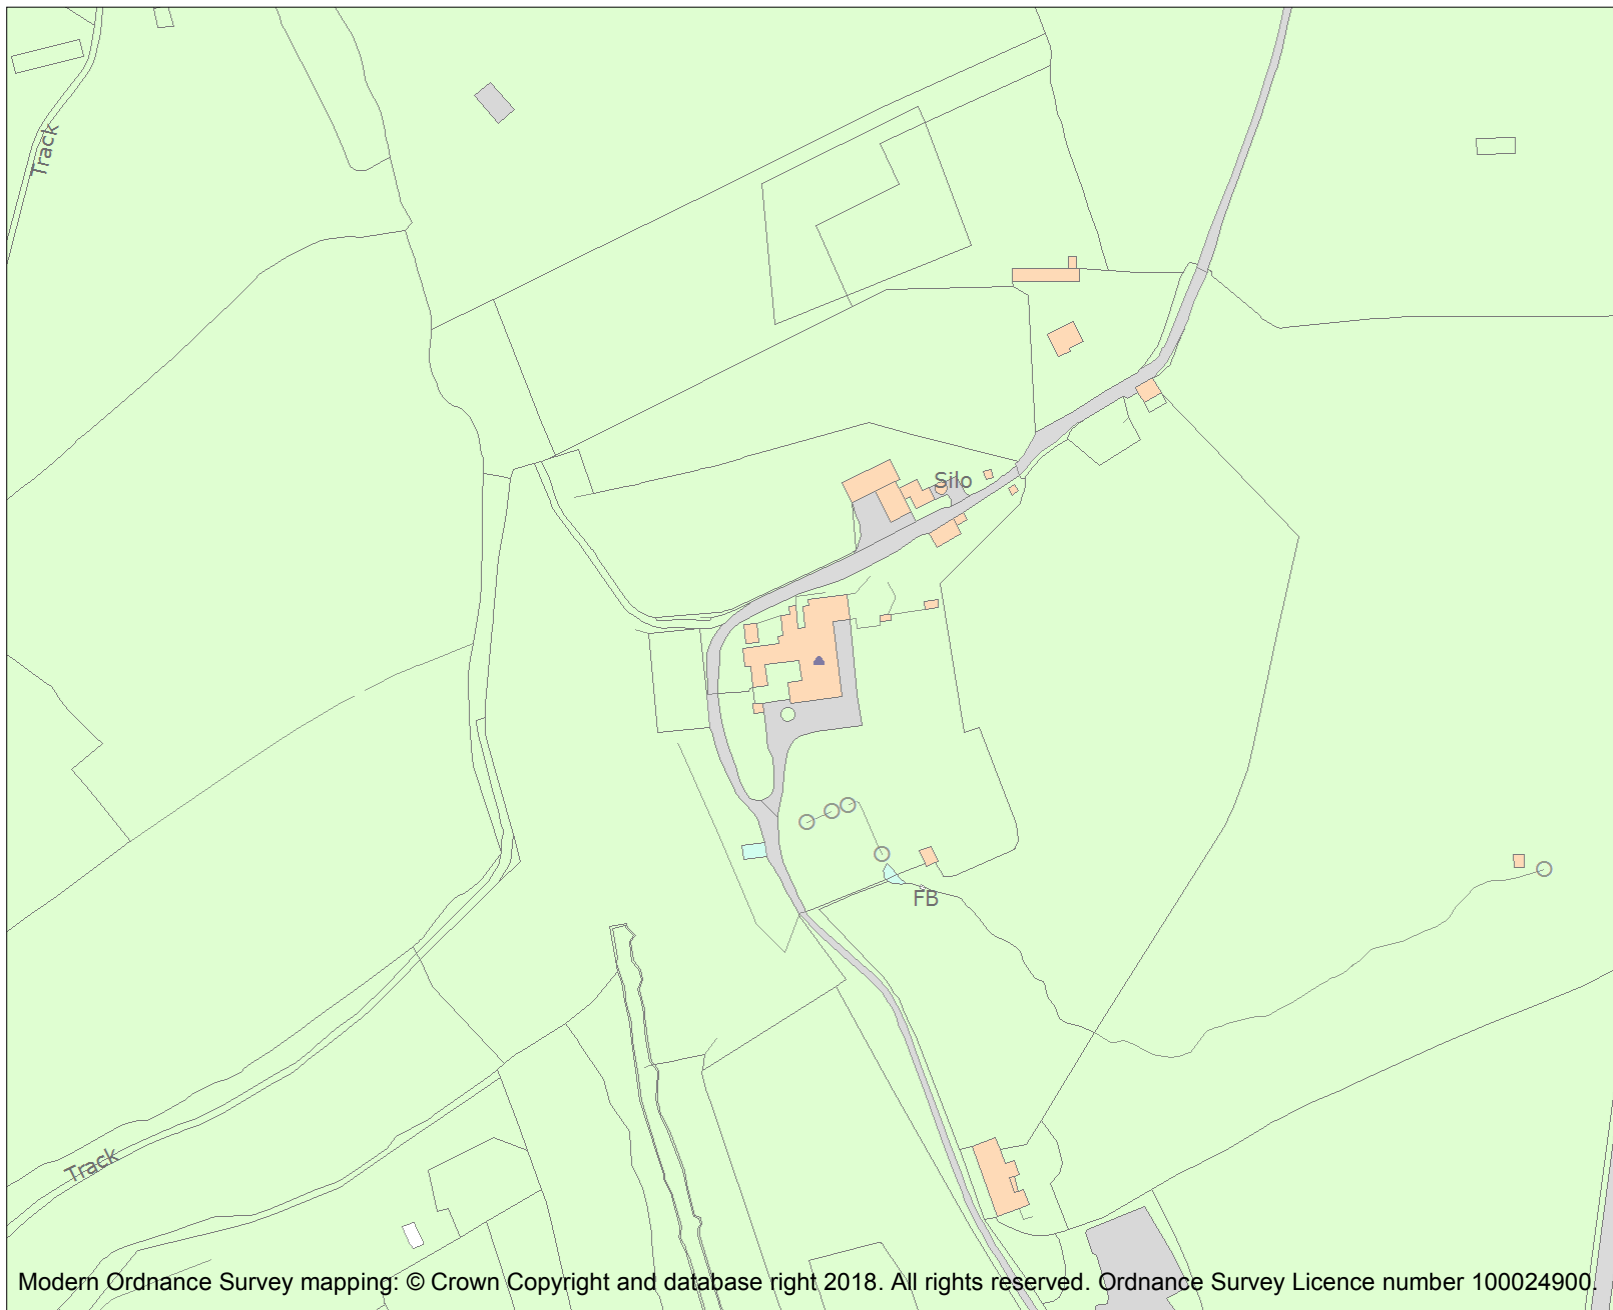 Track
Silo
FB
Track
Modern Ordnance Survey mapping: © Crown Copyright and database right 2018. All rights reserved. Ordnance Survey Licence number 100024900.